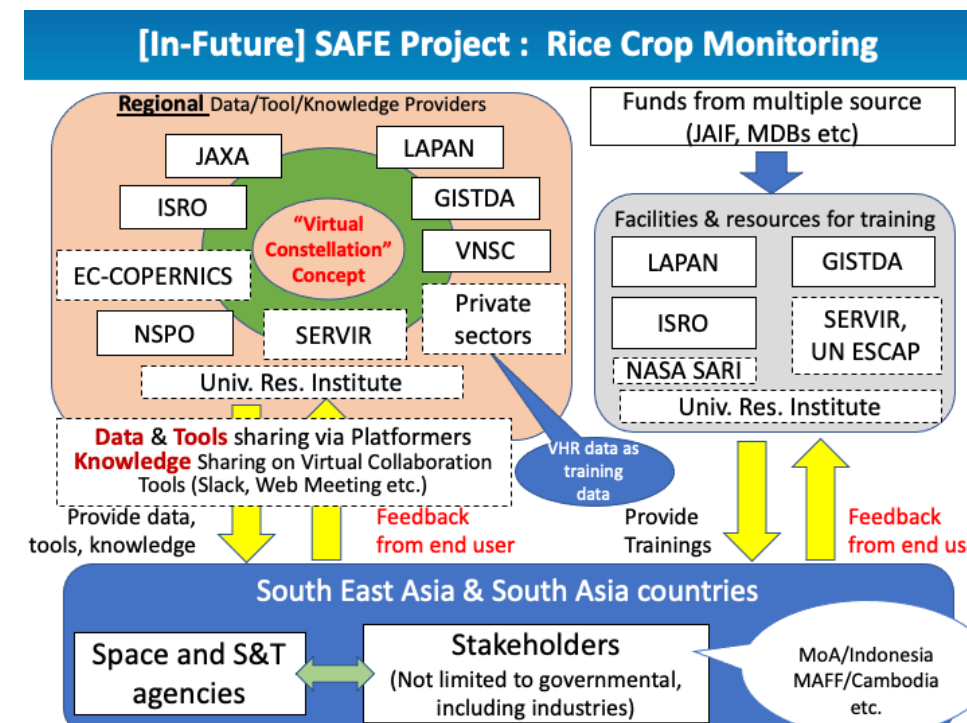 [In-Future] SAFE Project : Rice Crop Monitoring
Regional Data/Tool/Knowledge Providers
JAXA
LAPAN
ISRO
GISTDA
"Virtual
Constellation"
Concept
EC-COPERNICS
VNSC
NSPO
SERVIR
Private
sectors
Univ. Res. Institute
Data & Tools sharing via Platformers
Knowledge Sharing on Virtual Collaboration
Tools (Slack, Web Meeting etc.)
VHR data as
training
data
Provide data,
tools, knowledge
Feedback
from end user
Funds from multiple source
(JAIF, MDBs etc)
Facilities & resources for training
LAPAN
GISTDA
ISRO
SERVIR,
UN ESCAP
NASA SARI
Univ. Res. Institute
Provide
Trainings
Feedback
from end us
South East Asia & South Asia countries
Space and S&T
agencies
Stakeholders
(Not limited to governmental,
including industries)
MoA/Indonesia
MAFF/Cambodia
etc.